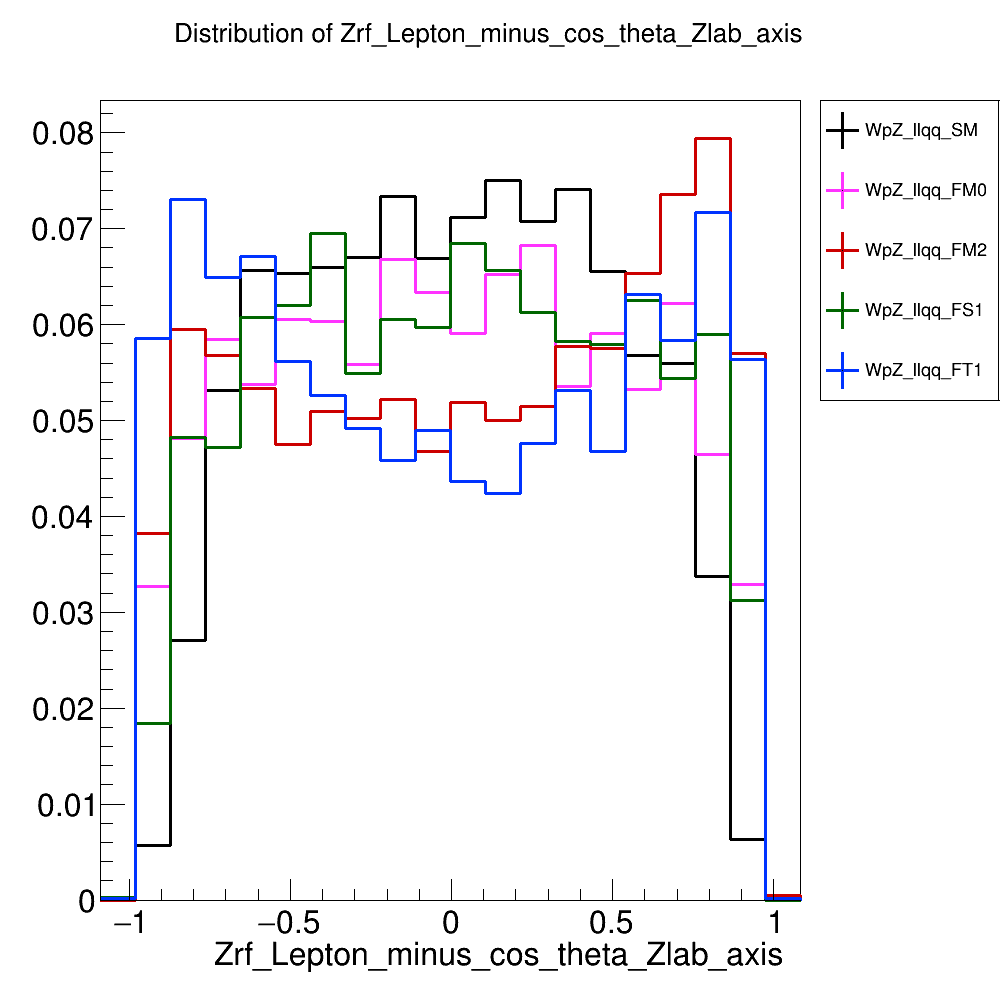 Distribution of Zrf_Lepton_minus_cos_theta_Zlab_axis
0.08
0.07
0.06
0.05
0.04
0.03
0.02
0.01
0
−1
−0.5
0
0.5
1
Zrf_Lepton_minus_cos_theta_Zlab_axis
WpZ_llqq_SM
WpZ_llqq_FM0
WpZ_llqq_FM2
WpZ_llqq_FS1
WpZ_llqq_FT1